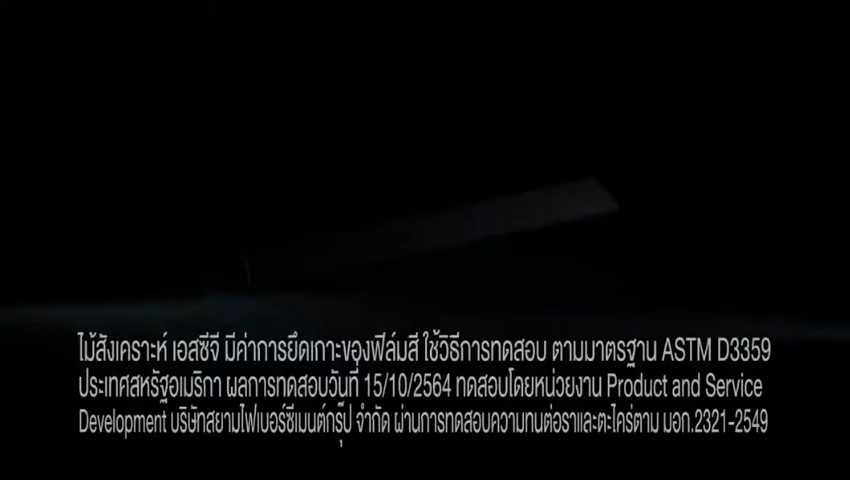 ไม้สังเคราะห์ เอสซีจี มีค่าการยึดเกาะของฟิล์มสี ใช้วิธีการทดสอบ ตามมาตรฐาน ASTM D3359
ประเทศสหรัฐอเมริกา ผลการทดสอบวันที่ 15/10/2564 ทดสอบโดยหน่วยงาน Product and Service
Development บริษัทสยามไฟเบอร์ซีเมนต์กรุ๊ป จำกัด ผ่านการทดสอบความทนต่อราและตะไคร่ตาม มอก.2321-2549